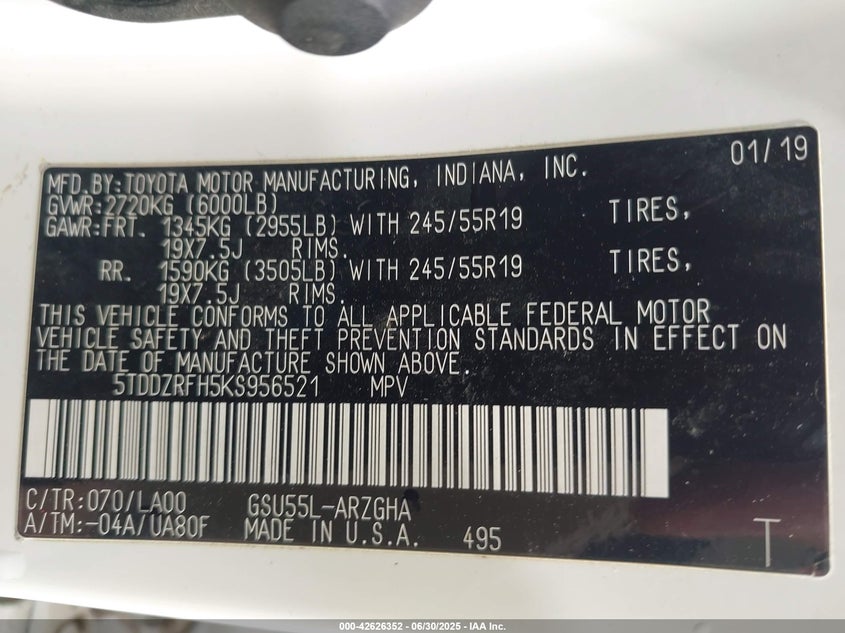 01/19
MFD.BY:TOYOTA MOTOR MANUFACTURING, INDIANA, INC.
GVWR:2720KG (6000LB)
GAWR:FRT. 1345KG (2955LB) WITH 245/55R19 TIRES,
19X7.5J RIMS.
RR. 1590KG (3505LB) WITH 245/55R19 TIRES,
19X7.5J RIMS.
THIS VEHICLE CONFORMS TO ALL APPLICABLE FEDERAL MOTOR
VEHICLE SAFETY AND THEFT PREVENTION STANDARDS IN EFFECT ON
THE DATE OF MANUFACTURE SHOWN ABOVE.
5TDDZRFH5KS956521 MPV
C/TR:070/LA00 GSU55L-ARZGHA
A/TM:-04A/UA80F MADE IN U.S.A. 495
T
000-42626352 - 06/30/2025 - IAA Inc.